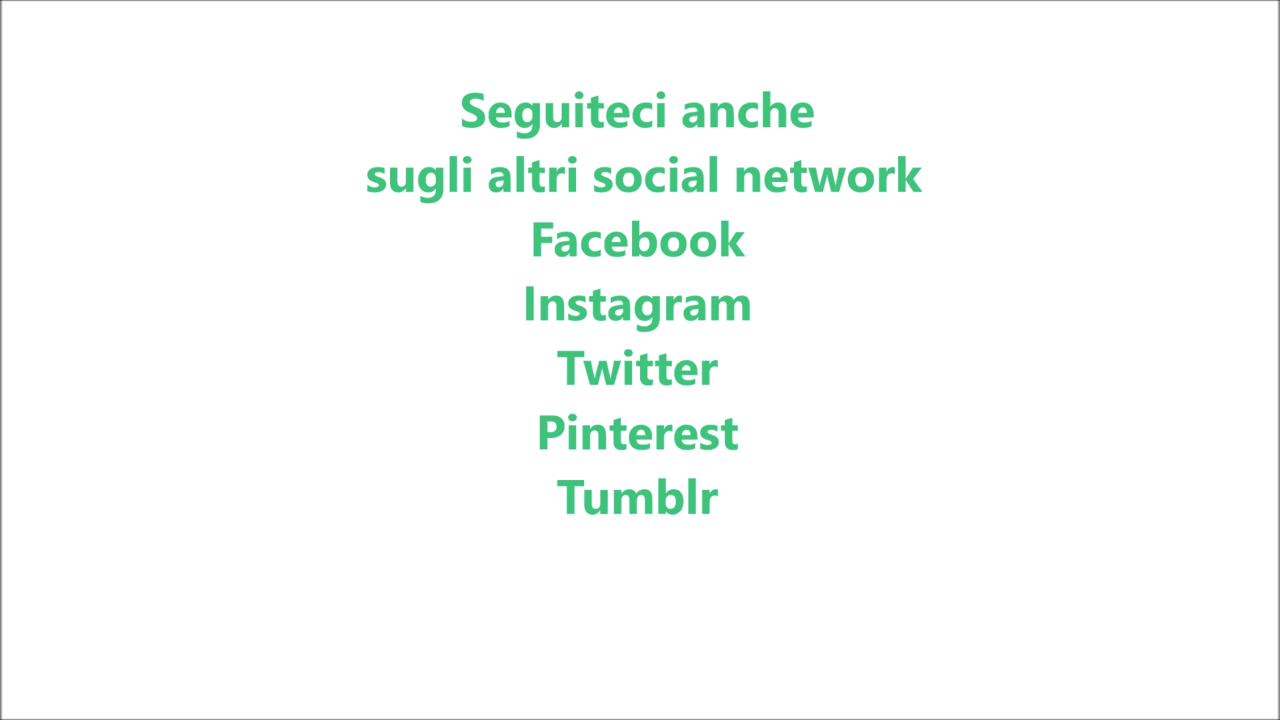 Seguiteci anche
sugli altri social network
Facebook
Instagram
Twitter
Pinterest
Tumblr